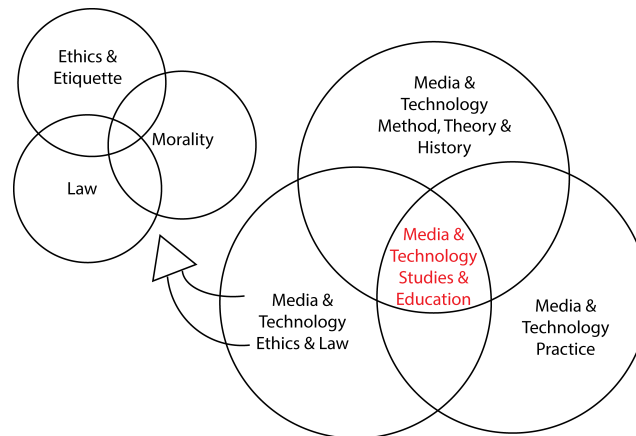 Ethics &
Etiquette
Morality
Law
Media &
Technology
Method, Theory &
History
Media &
Technology
Studies &
Education
Media &
Technology
Ethics & Law
Media &
Technology
Practice